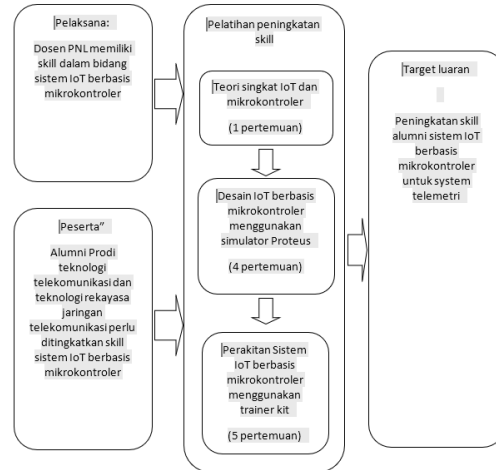 Pelaksana:
Dosen PNL memiliki
skill dalam bidang
sistem IoT berbasis
mikrokontroler
Peserta”
Alumni Prodi
teknologi
telekomunikasi dan
teknologi rekayasa
jaringan
telekomunikasi perlu
ditingkatkan skill
sistem IoT berbasis
mikrokontroler
Pelatihan peningkatan
skill
Teori singkat IoT dan
mikrokontroler
(1 pertemuan)
Desain IoT berbasis
mikrokontroler
menggunakan
simulator Proteus
(4 pertemuan)
Perakitan Sistem
IoT berbasis
mikrokontroler
menggunakan
trainer kit
(5 pertemuan)
Target luaran
Peningkatan skill
alumni sistem IoT
berbasis
mikrokontroler
untuk system
telemetri